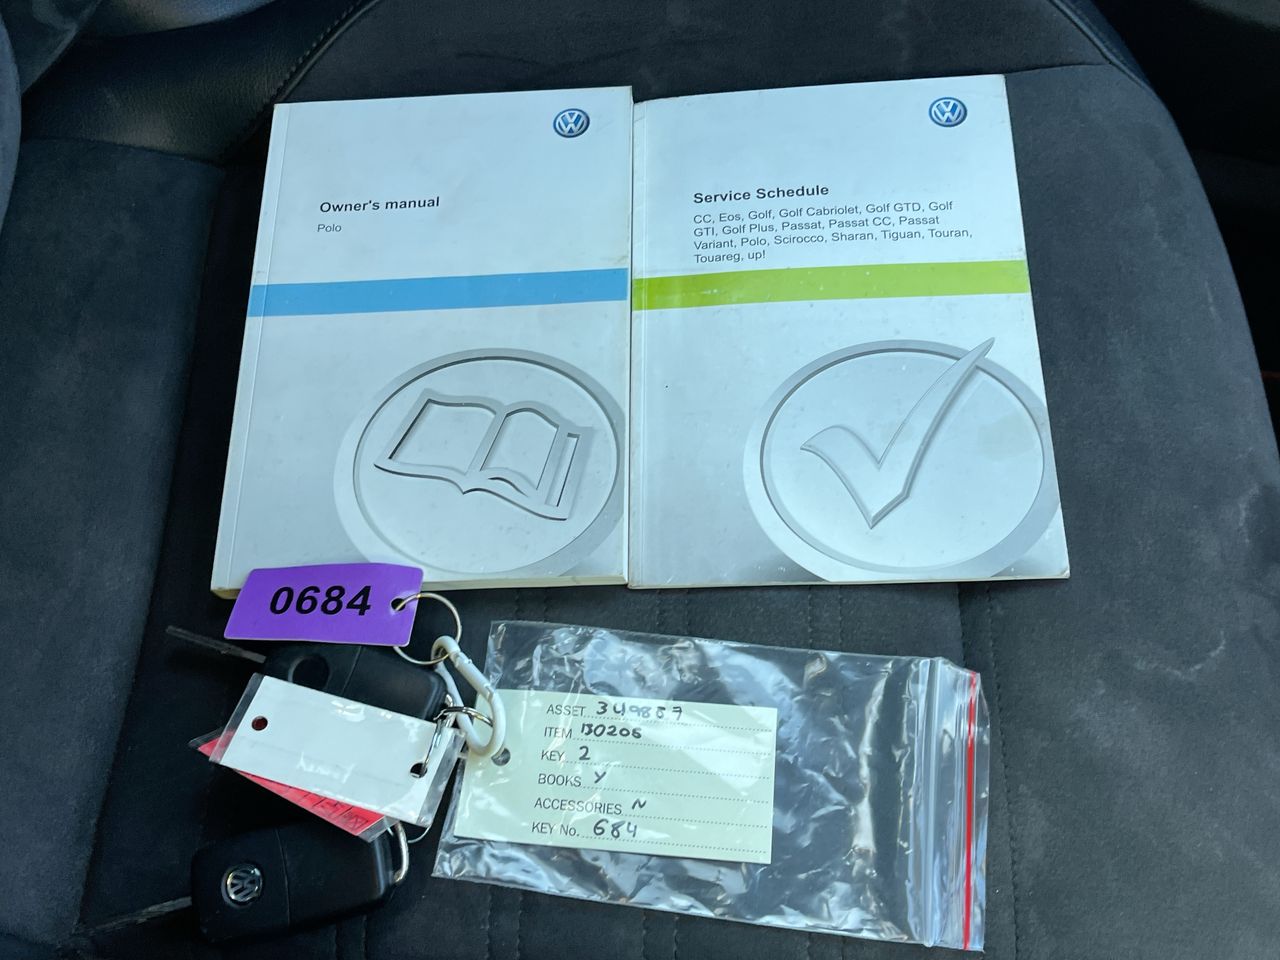 Owner's manual
Polo
Service Schedule
CC, Eos, Golf, Golf Cabriolet, Golf GTD, Golf
GTI, Golf Plus, Passat, Passat CC, Passat
Variant, Polo, Scirocco, Sharan, Tiguan, Touran,
Touareg, up!
0684
ASSET 349857
ITEM B0206
KEY 2
BOOKS Y
ACCESSORIES N
KEY No. 684